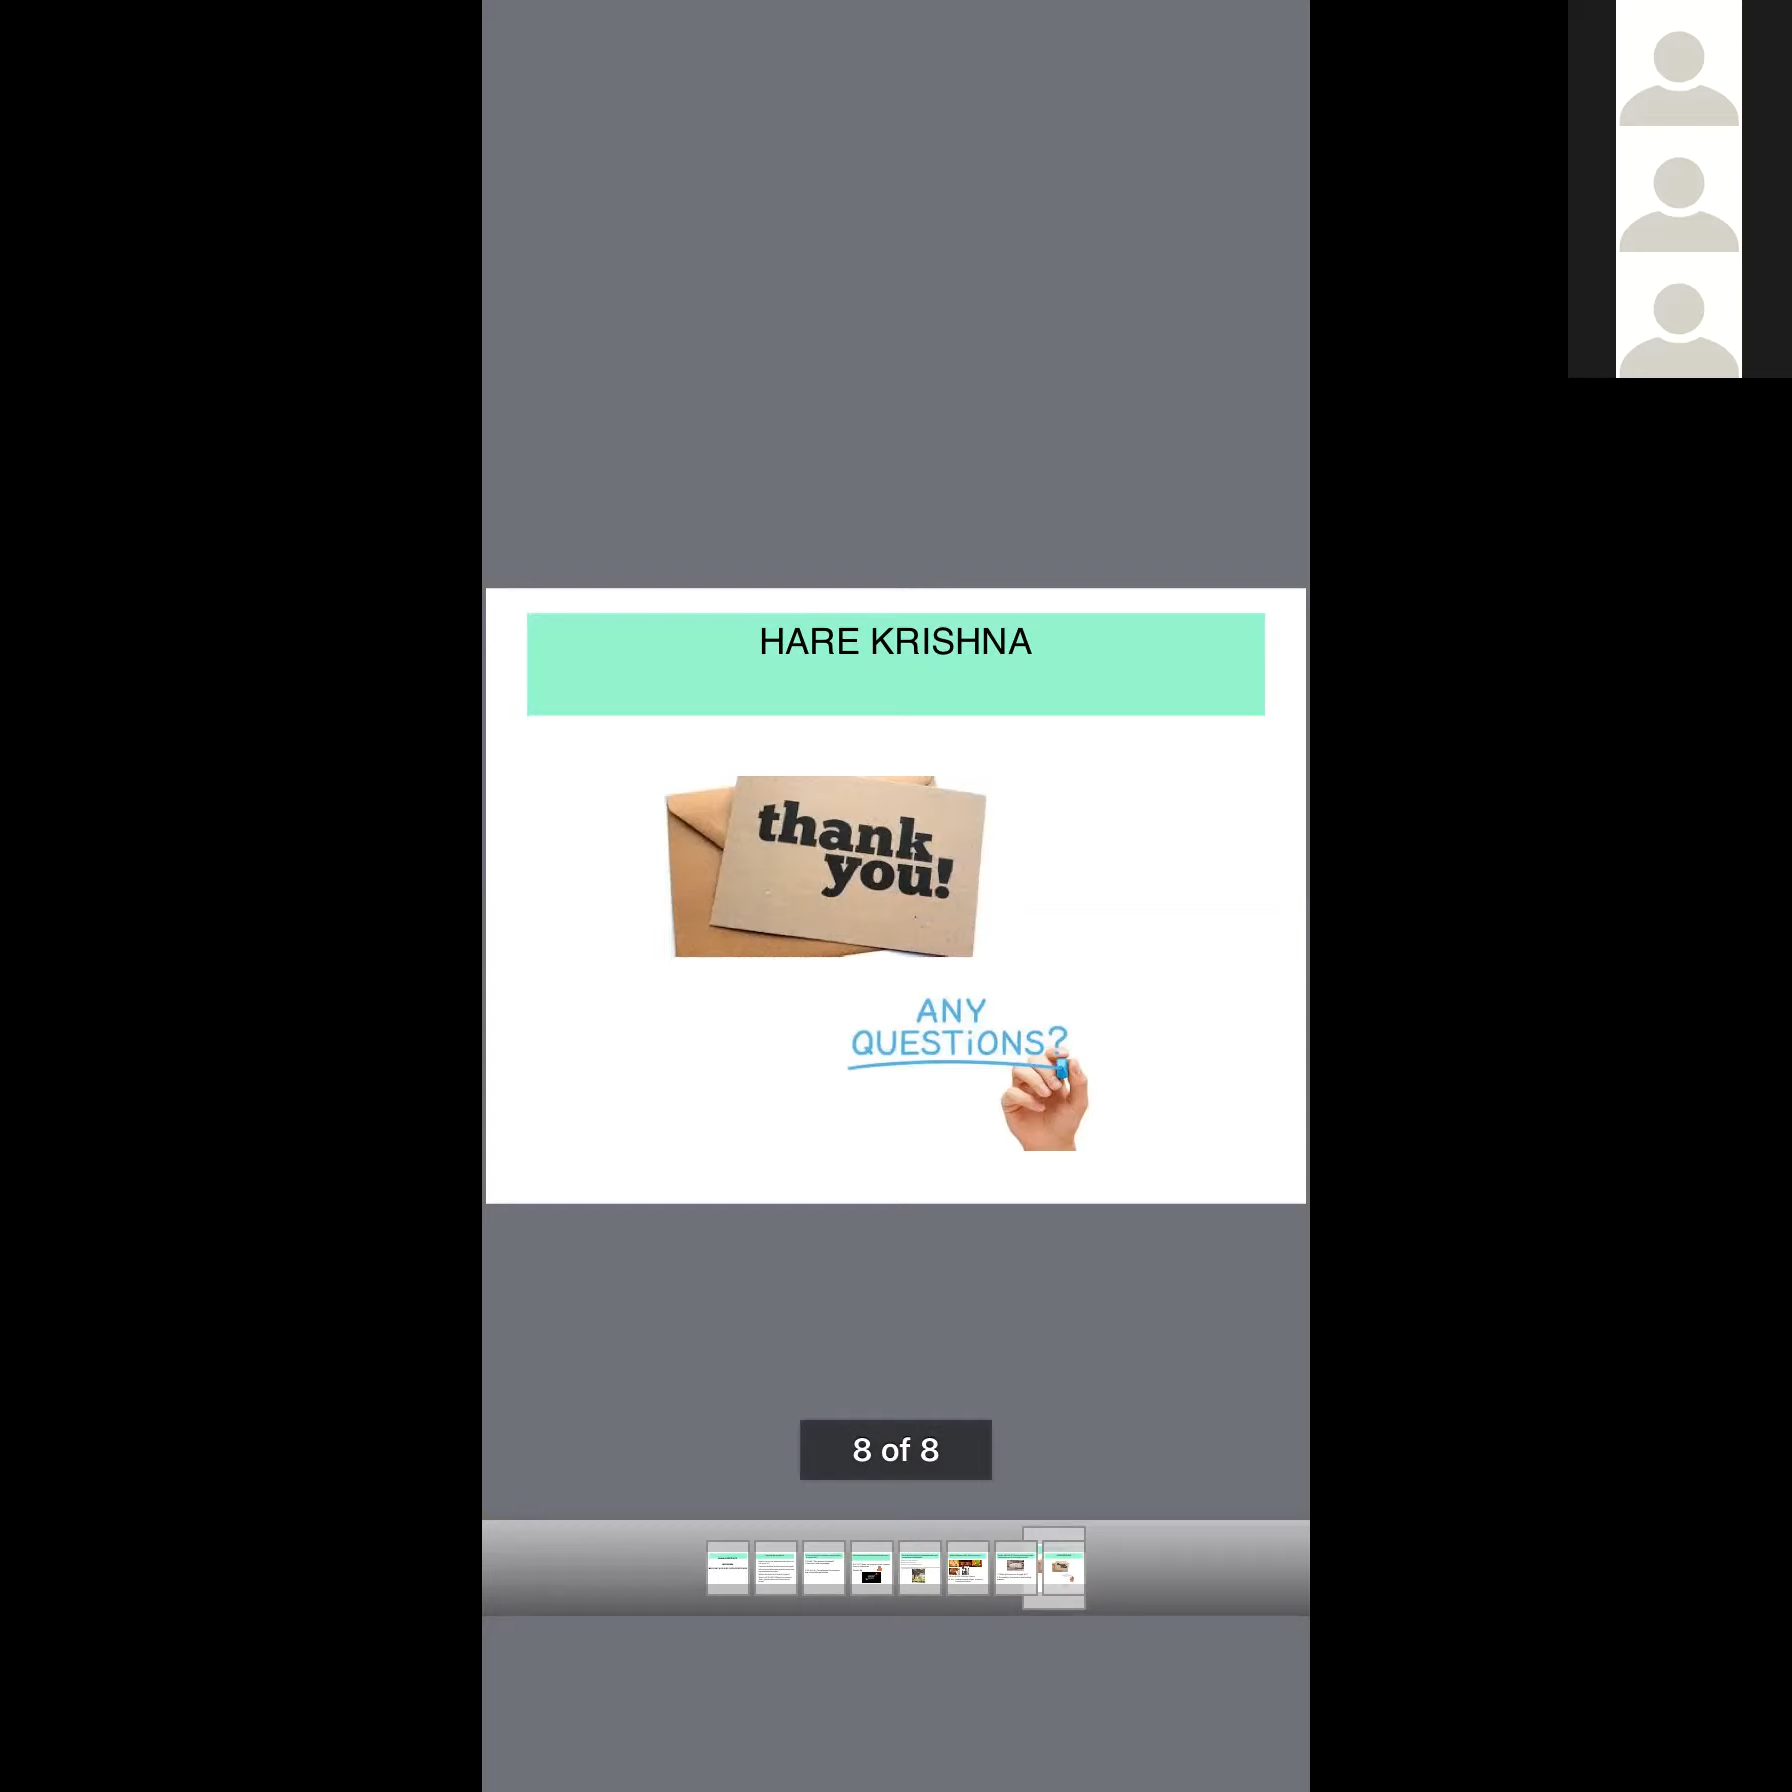 HARE KRISHNA
thank
you!
ANY
QUESTiONS?
8 of 8